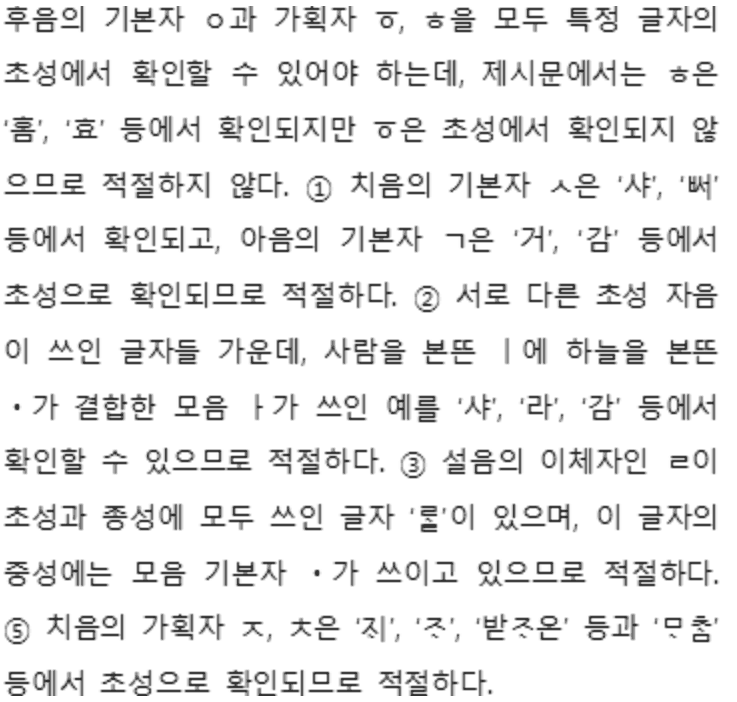 후음의 기본자 ㅇ과 가획자 ㆆ, ㅎ을 모두 특정 글자의
초성에서 확인할 수 있어야 하는데, 제시문에서는 ㅎ은
‘홈’, ‘효’ 등에서 확인되지만 ㆆ은 초성에서 확인되지 않
으므로 적절하지 않다. ① 치음의 기본자 ㅅ은 ‘샤’, ‘ᄲᅥ’
등에서 확인되고, 아음의 기본자 ㄱ은 ‘거’, ‘감’ 등에서
초성으로 확인되므로 적절하다. ② 서로 다른 초성 자음
이 쓰인 글자들 가운데, 사람을 본뜬 ㅣ에 하늘을 본뜬
ㆍ가 결합한 모음 ㅏ가 쓰인 예를 ‘샤’, ‘라’, ‘감’ 등에서
확인할 수 있으므로 적절하다. ③ 설음의 이체자인 ㄹ이
초성과 종성에 모두 쓰인 글자 ‘ᄅᆞᆯ’이 있으며, 이 글자의
중성에는 모음 기본자 ㆍ가 쓰이고 있으므로 적절하다.
⑤ 치음의 가획자 ㅈ, ㅊ은 ‘ᄌᆡ’, ‘ᄌᆞ’, ‘받ᄌᆞ온’ 등과 ‘ᄆᆞᄎᆞᆷ’
등에서 초성으로 확인되므로 적절하다.